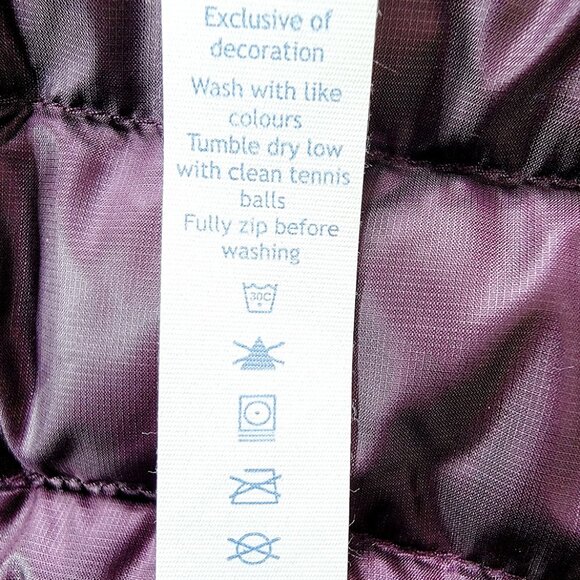 Exclusive of
decoration
Wash with like
colours
Tumble dry low
with clean tennis
balls
Fully zip before
washing
30C